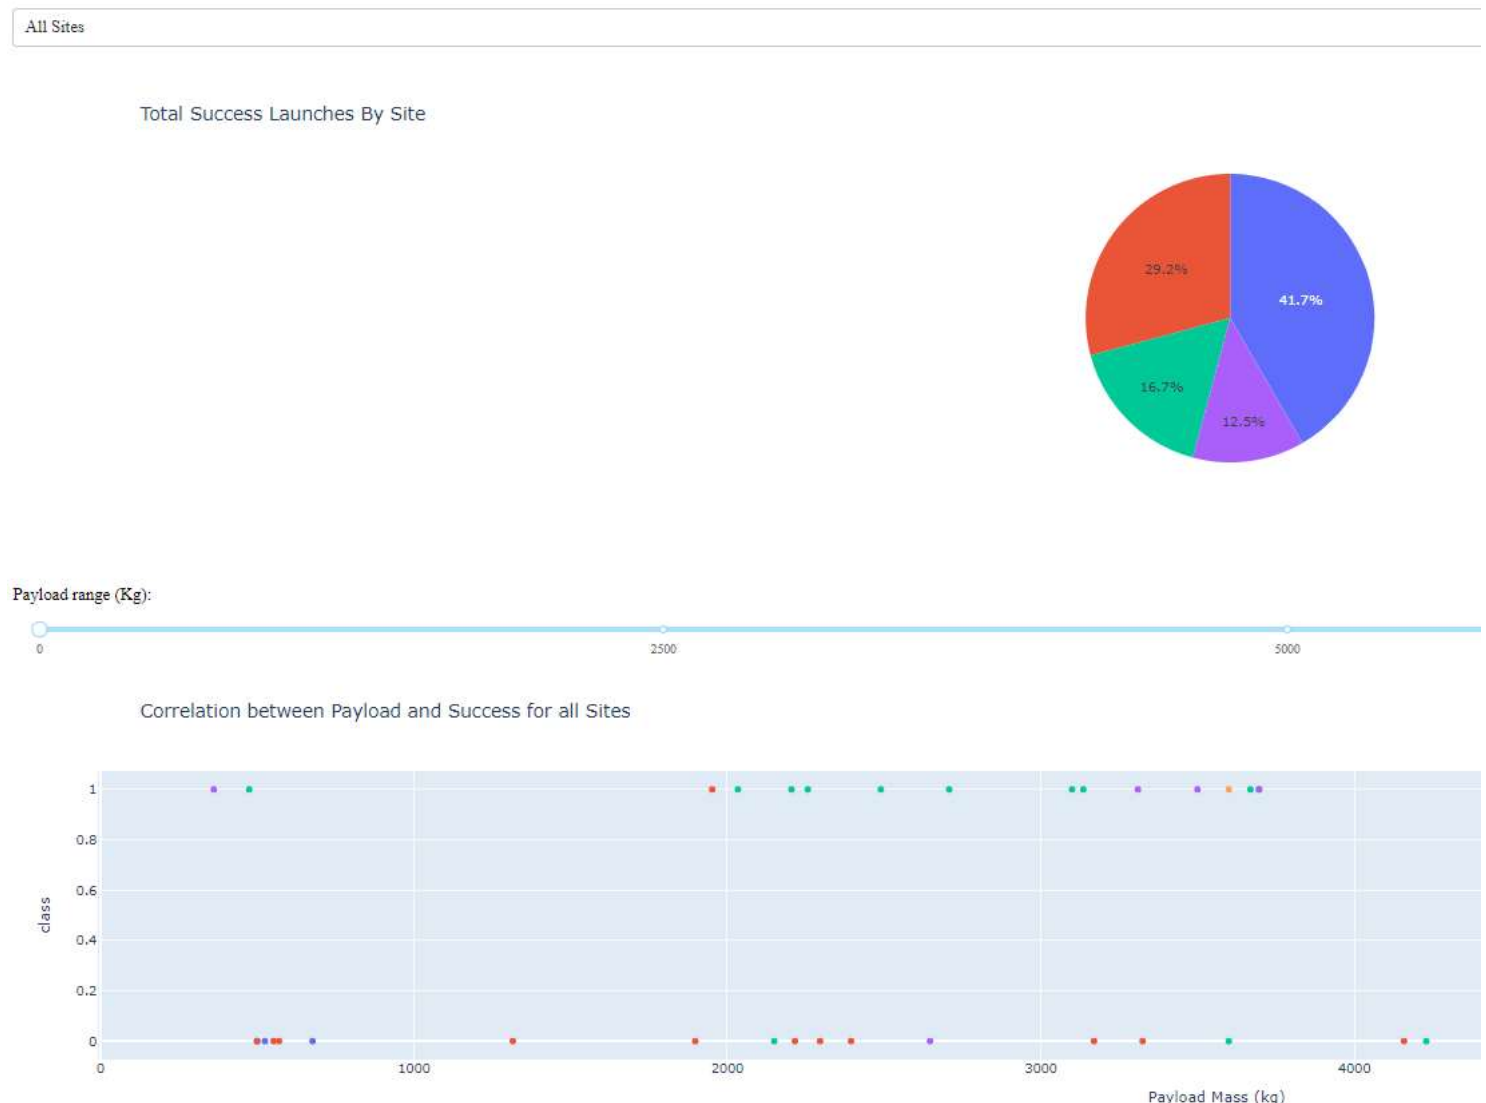 All Sites
Total Success Launches By Site
29.2%
41.7%
16.7%
12.5%
Payload range (Kg):
0 2500 5000
Correlation between Payload and Success for all Sites
1
0.8
0.6
class
0.4
0.2
0
0 1000 2000 3000 4000
Payload Mass (kg)